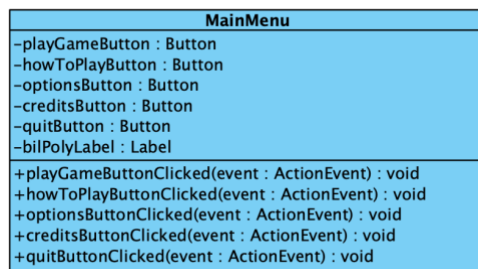 MainMenu
-playGameButton : Button
-howToPlayButton : Button
-optionsButton : Button
-creditsButton : Button
-quitButton : Button
-bilPolyLabel : Label
+playGameButtonClicked(event : ActionEvent) : void
+howToPlayButtonClicked(event : ActionEvent) : void
+optionsButtonClicked(event : ActionEvent) : void
+creditsButtonClicked(event : ActionEvent) : void
+quitButtonClicked(event : ActionEvent) : void